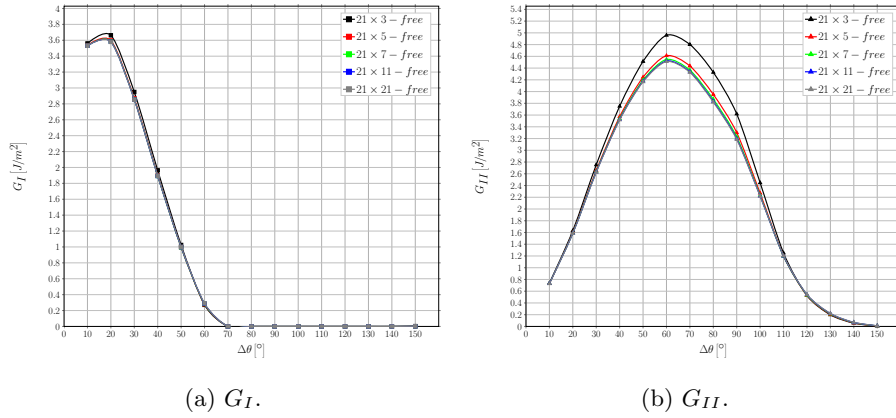 4
3.8
3.6
3.4
3.2
3
2.8
2.6
2.4
2.2
2
1.8
1.6
1.4
1.2
1
0.8
0.6
0.4
0.2
0
G_I [J/m²]
0 10 20 30 40 50 60 70 80 90 100 110 120 130 140 150
Δθ [°]
21 × 3 − free
21 × 5 − free
21 × 7 − free
21 × 11 − free
21 × 21 − free
(a) G_I.
5.4
5.2
5
4.8
4.6
4.4
4.2
4
3.8
3.6
3.4
3.2
3
2.8
2.6
2.4
2.2
2
1.8
1.6
1.4
1.2
1
0.8
0.6
0.4
0.2
0
G_II [J/m²]
0 10 20 30 40 50 60 70 80 90 100 110 120 130 140 150
Δθ [°]
21 × 3 − free
21 × 5 − free
21 × 7 − free
21 × 11 − free
21 × 21 − free
(b) G_II.